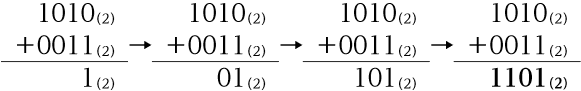 1010(2) 1010(2) 1010(2) 1010(2)
+0011(2) → +0011(2) → +0011(2) → +0011(2)
1(2) 01(2) 101(2) 1101(2)